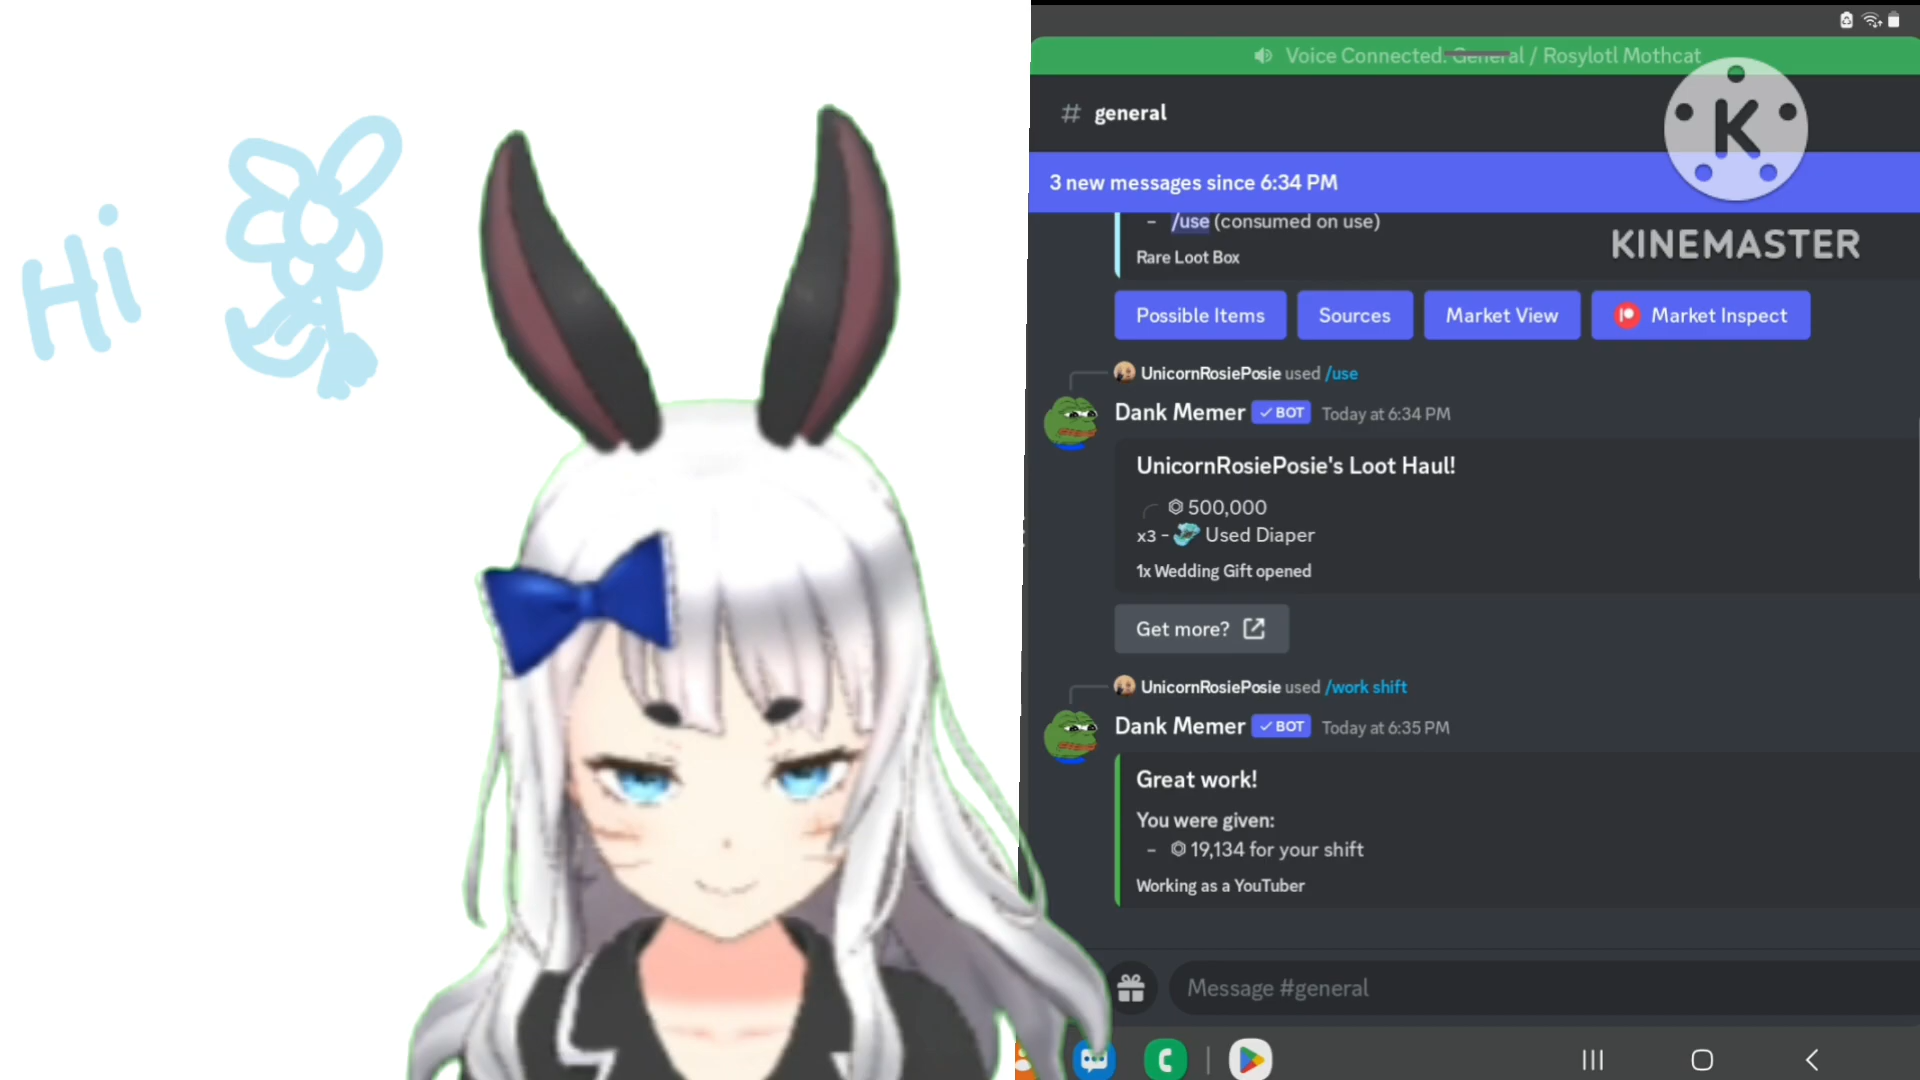 Hi
Voice Connected: General / Rosylotl Mothcat
# general
K
3 new messages since 6:34 PM
KINEMASTER
- /use (consumed on use)
Rare Loot Box
Possible Items
Sources
Market View
Market Inspect
UnicornRosiePosie used /use
Dank Memer ✓ BOT Today at 6:34 PM
UnicornRosiePosie's Loot Haul!
500,000
x3 - Used Diaper
1x Wedding Gift opened
Get more?
UnicornRosiePosie used /work shift
Dank Memer ✓ BOT Today at 6:35 PM
Great work!
You were given:
- 19,134 for your shift
Working as a YouTuber
Message #general